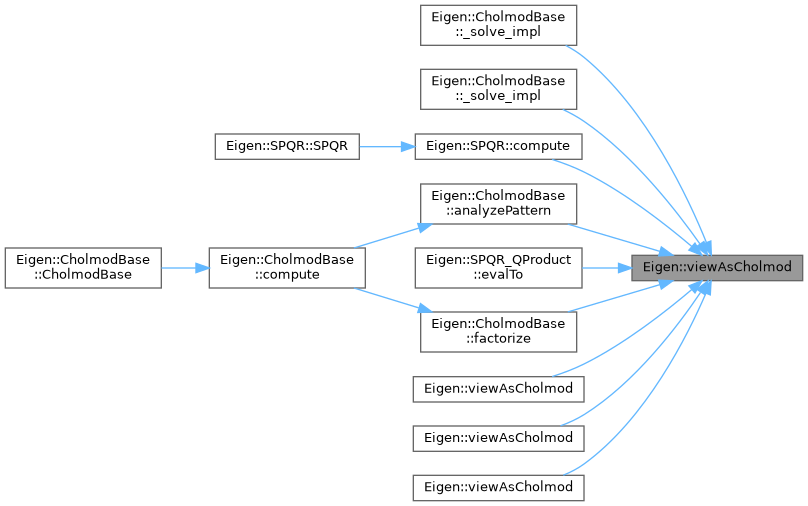 Eigen::CholmodBase
::_solve_impl
Eigen::CholmodBase
::_solve_impl
Eigen::SPQR::SPQR
Eigen::SPQR::compute
Eigen::CholmodBase
::analyzePattern
Eigen::CholmodBase
::CholmodBase
Eigen::CholmodBase
::compute
Eigen::SPQR_QProduct
::evalTo
Eigen::viewAsCholmod
Eigen::CholmodBase
::factorize
Eigen::viewAsCholmod
Eigen::viewAsCholmod
Eigen::viewAsCholmod